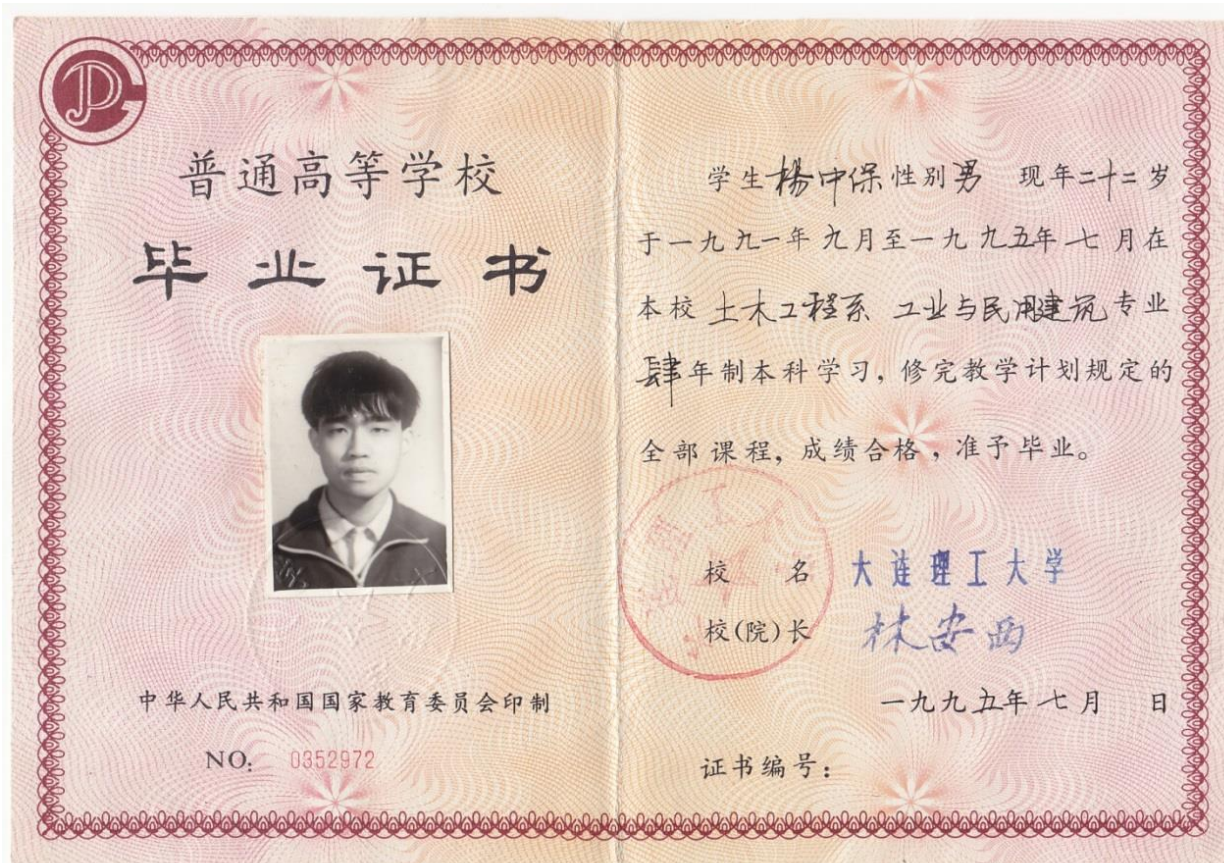 普通高等学校
毕业证书
中华人民共和国国家教育委员会印制
NO: 0352972
学生 楊中保 性别 男 现年二十二岁
于一九九一年九月至一九九五年七月在
本校 土木工程系 工业与民用建筑专业
肆年制本科学习，修完教学计划规定的
全部课程，成绩合格，准予毕业。
校 名 大连理工大学
校(院)长 林安西
一九九五年七月 日
证书编号：